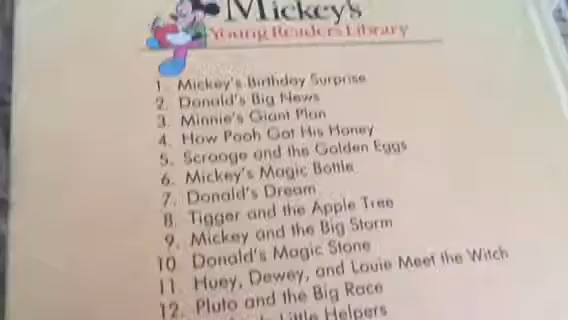 Mickey's
Young Readers Library
1. Mickey's Birthday Surprise
2. Donald's Big News
3. Minnie's Giant Plan
4. How Pooh Got His Honey
5. Scrooge and the Golden Eggs
6. Mickey's Magic Bottle
7. Donald's Dream
8. Tigger and the Apple Tree
9. Mickey and the Big Storm
10. Donald's Magic Stone
11. Huey, Dewey, and Louie Meet the Witch
12. Pluto and the Big Race
Little Helpers